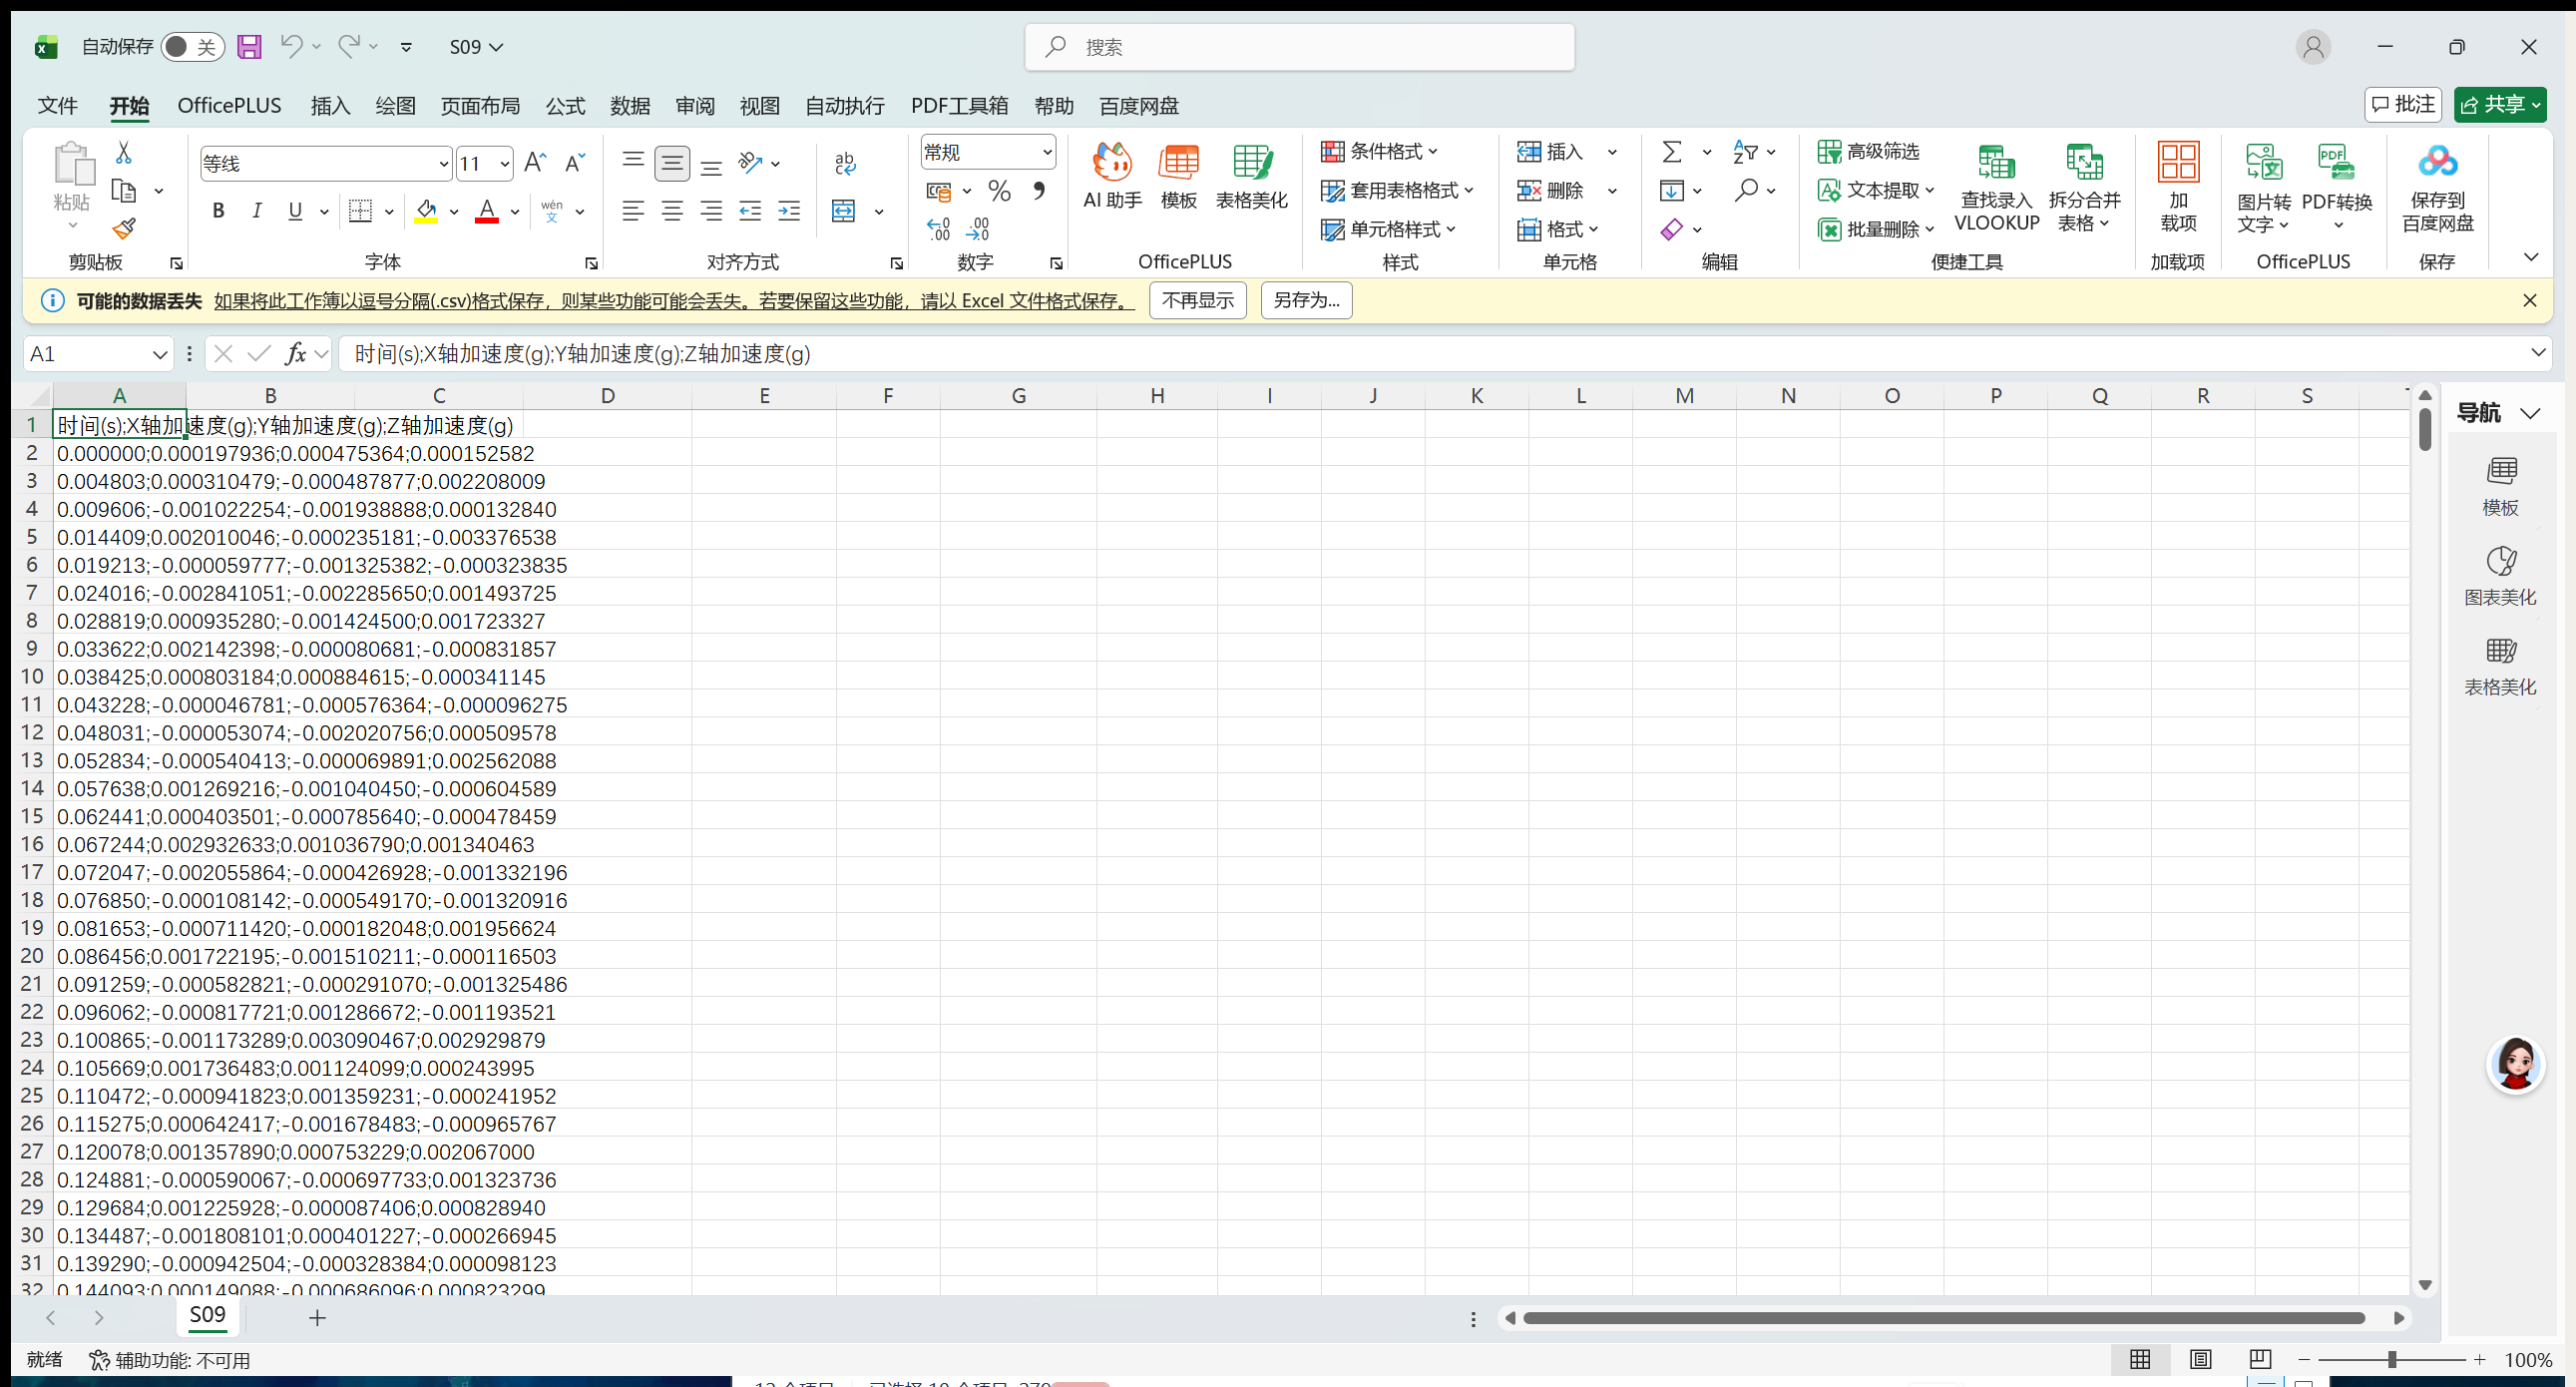 自动保存 关 S09 搜索
文件 开始 OfficePLUS 插入 绘图 页面布局 公式 数据 审阅 视图 自动执行 PDF工具箱 帮助 百度网盘 批注 共享
粘贴 等线 11 常规 AI 助手 模板 表格美化 条件格式 套用表格格式 单元格样式 插入 删除 格式 高级筛选 文本提取 批量删除 查找录入 VLOOKUP 拆分合并 表格 加 载项 图片转 文字 PDF转换 保存到 百度网盘
剪贴板 字体 对齐方式 数字 OfficePLUS 样式 单元格 编辑 便捷工具 加载项 OfficePLUS 保存
可能的数据丢失 如果将此工作簿以逗号分隔(.csv)格式保存，则某些功能可能会丢失。若要保留这些功能，请以 Excel 文件格式保存。 不再显示 另存为...
A1 fx 时间(s);X轴加速度(g);Y轴加速度(g);Z轴加速度(g)
A B C D E F G H I J K L M N O P Q R S
1 时间(s);X轴加速度(g);Y轴加速度(g);Z轴加速度(g)
2 0.000000;0.000197936;0.000475364;0.000152582
3 0.004803;0.000310479;-0.000487877;0.002208009
4 0.009606;-0.001022254;-0.001938888;0.000132840
5 0.014409;0.002010046;-0.000235181;-0.003376538
6 0.019213;-0.000059777;-0.001325382;-0.000323835
7 0.024016;-0.002841051;-0.002285650;0.001493725
8 0.028819;0.000935280;-0.001424500;0.001723327
9 0.033622;0.002142398;-0.000080681;-0.000831857
10 0.038425;0.000803184;0.000884615;-0.000341145
11 0.043228;-0.000046781;-0.000576364;-0.000096275
12 0.048031;-0.000053074;-0.002020756;0.000509578
13 0.052834;-0.000540413;-0.000069891;0.002562088
14 0.057638;0.001269216;-0.001040450;-0.000604589
15 0.062441;0.000403501;-0.000785640;-0.000478459
16 0.067244;0.002932633;0.001036790;0.001340463
17 0.072047;-0.002055864;-0.000426928;-0.001332196
18 0.076850;-0.000108142;-0.000549170;-0.001320916
19 0.081653;-0.000711420;-0.000182048;0.001956624
20 0.086456;0.001722195;-0.001510211;-0.000116503
21 0.091259;-0.000582821;-0.000291070;-0.001325486
22 0.096062;-0.000817721;0.001286672;-0.001193521
23 0.100865;-0.001173289;0.003090467;0.002929879
24 0.105669;0.001736483;0.001124099;0.000243995
25 0.110472;-0.000941823;0.001359231;-0.000241952
26 0.115275;0.000642417;-0.001678483;-0.000965767
27 0.120078;0.001357890;0.000753229;0.002067000
28 0.124881;-0.000590067;-0.000697733;0.001323736
29 0.129684;0.001225928;-0.000087406;0.000828940
30 0.134487;-0.001808101;0.000401227;-0.000266945
31 0.139290;-0.000942504;-0.000328384;0.000098123
32 0.144093;0.000149088;-0.000686096;0.000823299
导航
模板
图表美化
表格美化
S09
就绪 辅助功能: 不可用 100%